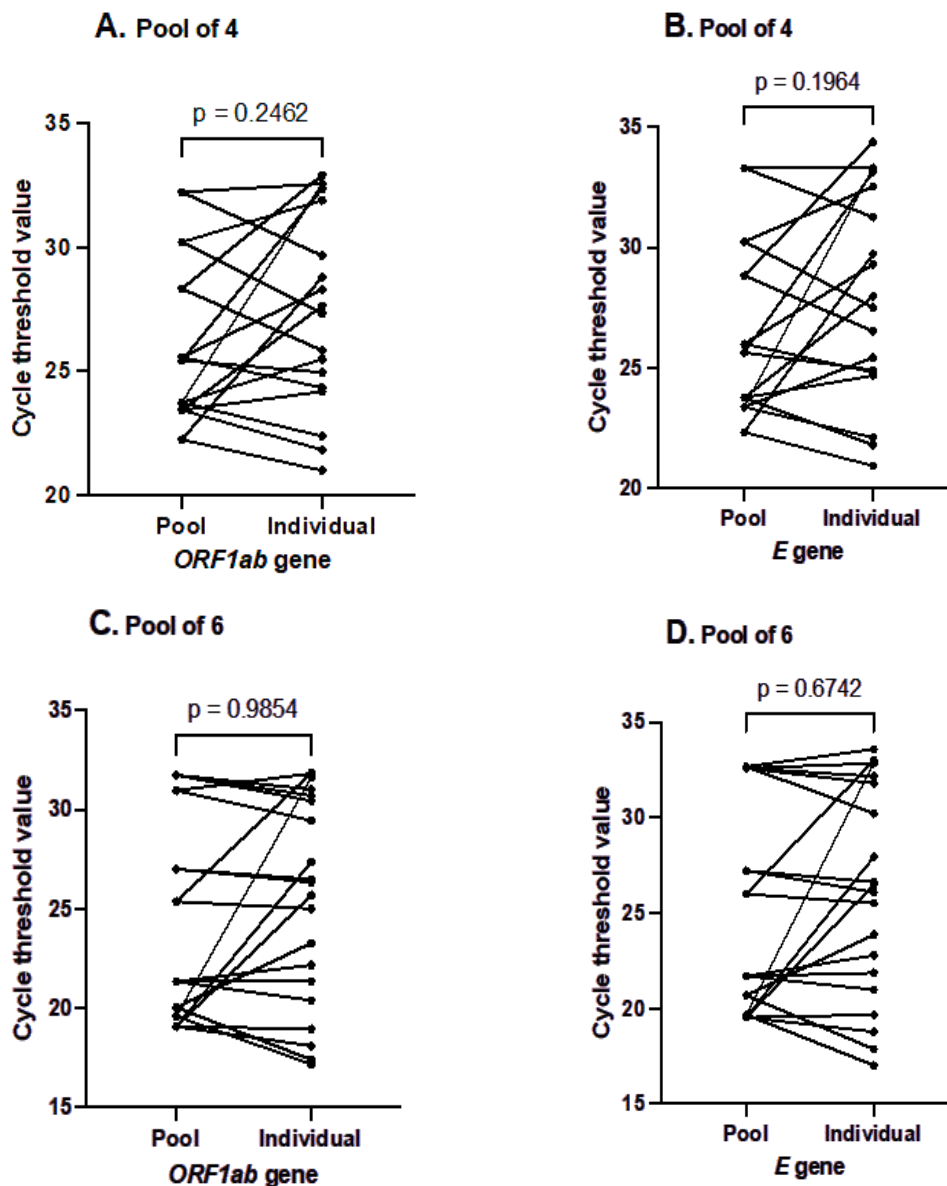 A. Pool of 4
p = 0.2462
Cycle threshold value
35
30
25
20
Pool Individual
ORF1ab gene
B. Pool of 4
p = 0.1964
Cycle threshold value
35
30
25
20
Pool Individual
E gene
C. Pool of 6
p = 0.9854
Cycle threshold value
35
30
25
20
15
Pool Individual
ORF1ab gene
D. Pool of 6
p = 0.6742
Cycle threshold value
35
30
25
20
15
Pool Individual
E gene